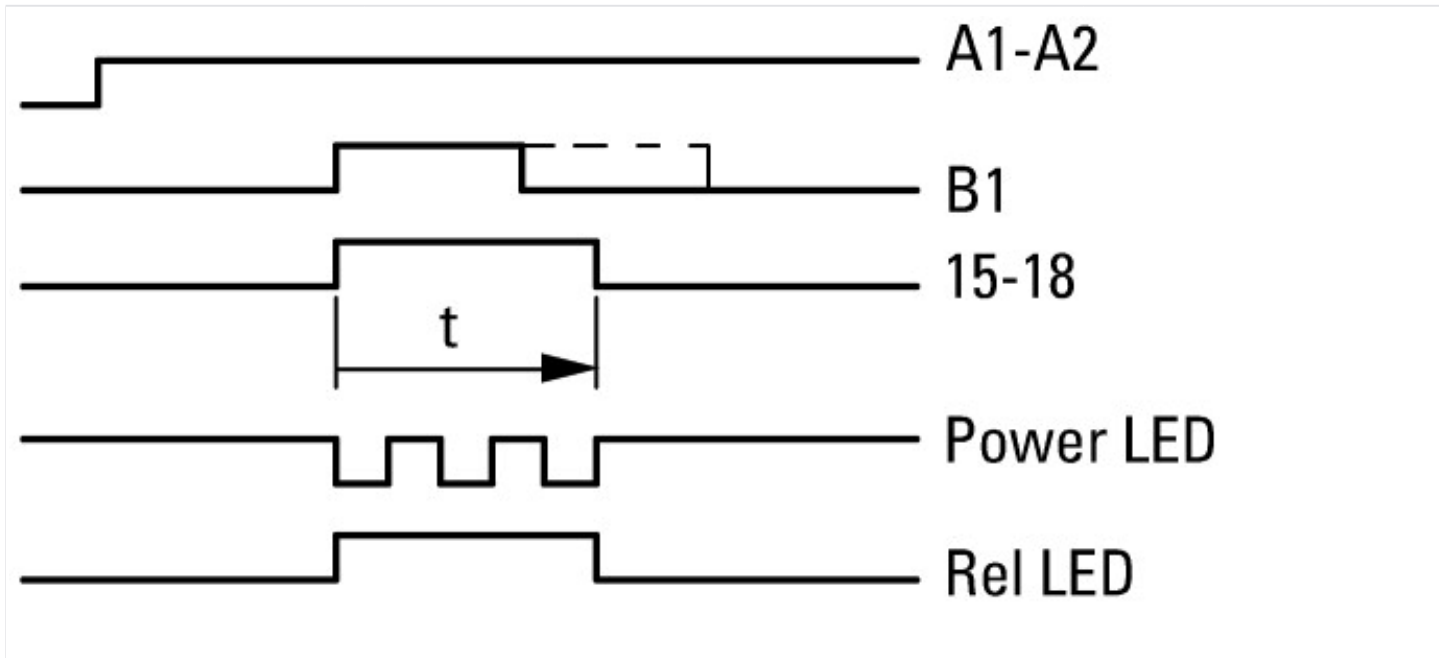 A1-A2
B1
15-18
t
Power LED
Rel LED